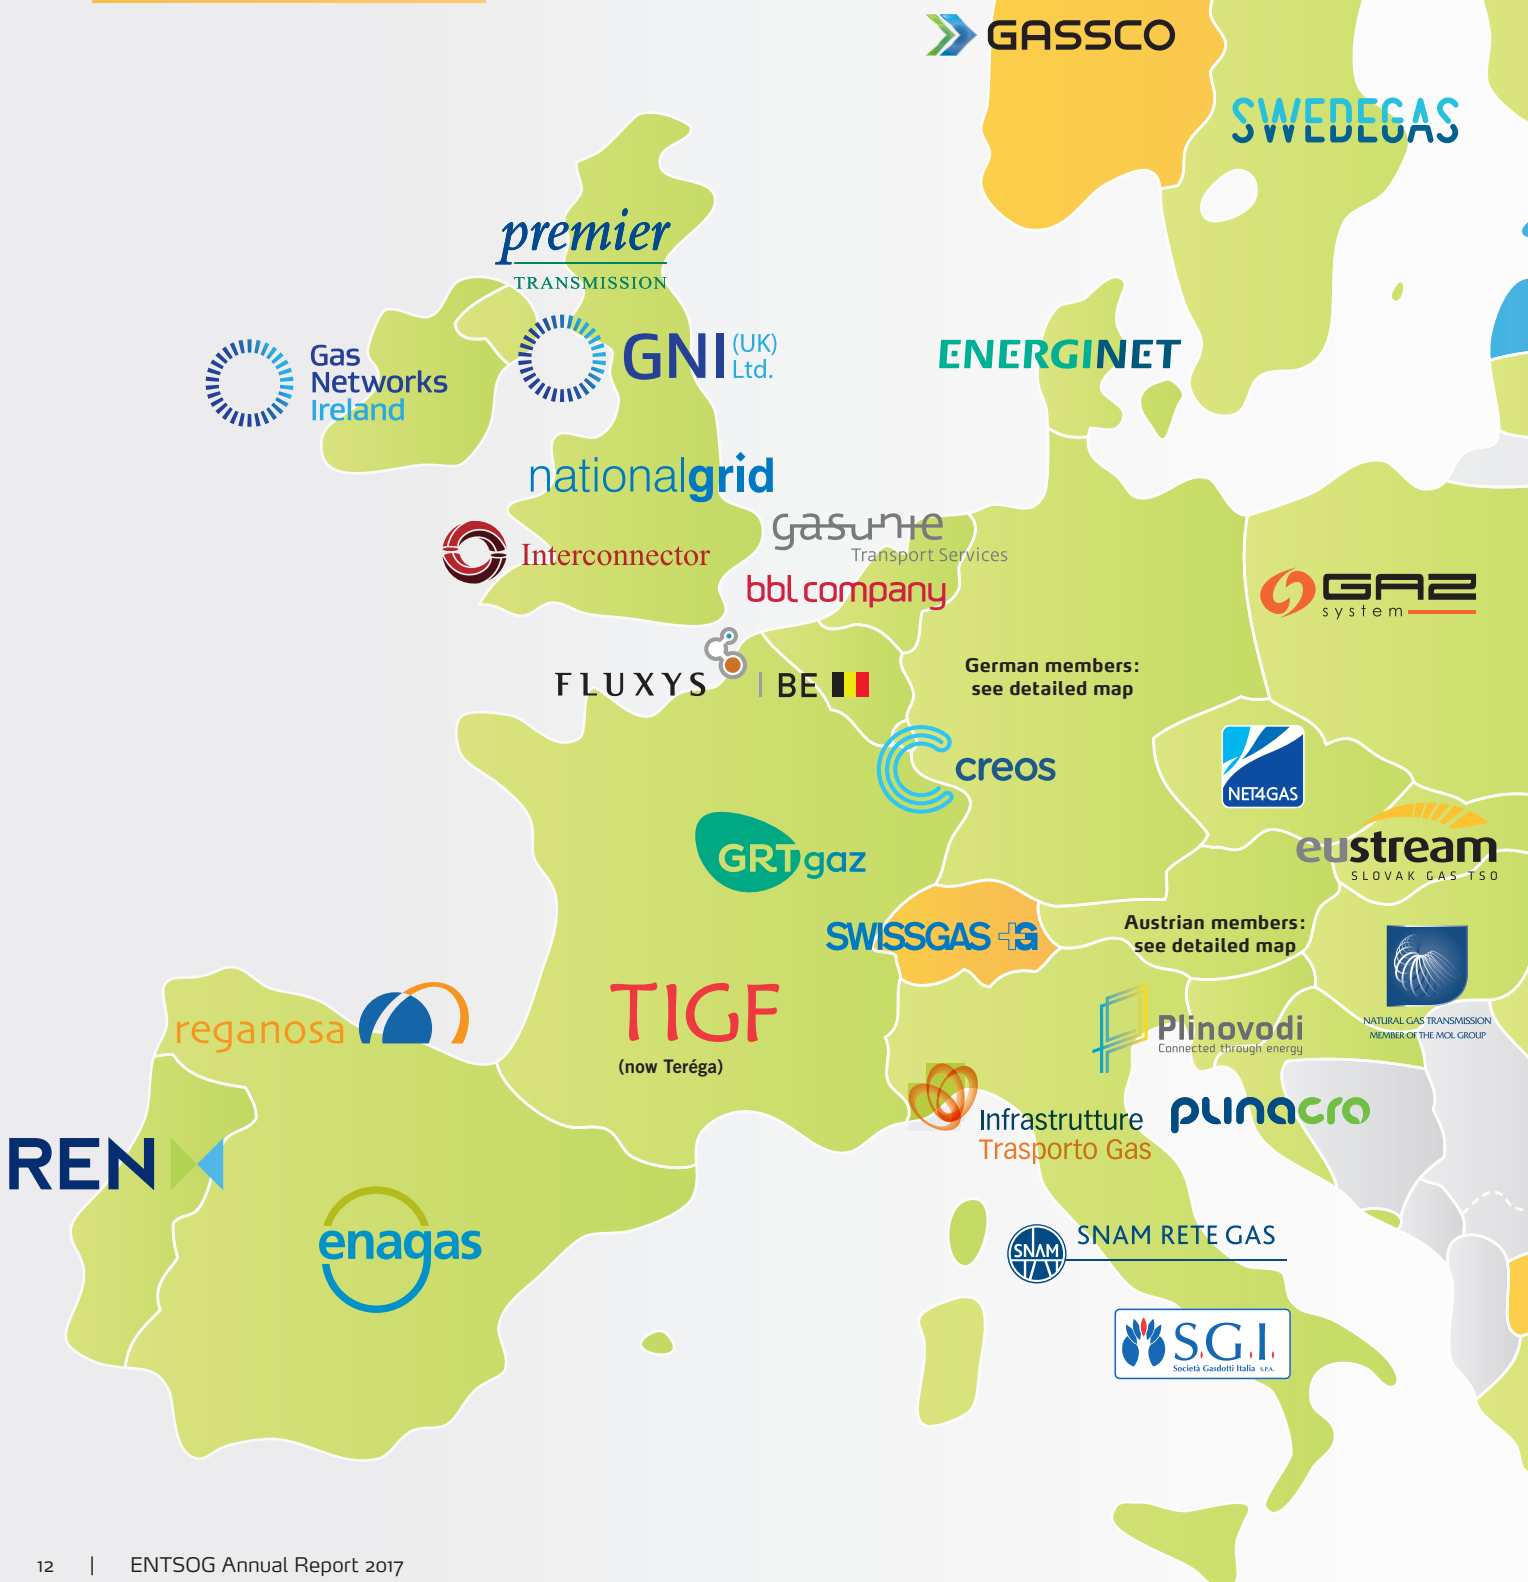 GASSCO
SWEDEGAS
premier
TRANSMISSION
Gas
Networks
Ireland
GNI (UK)
Ltd.
ENERGINET
nationalgrid
gasunie
Transport Services
Interconnector
bbl company
GAZ
system
FLUXYS | BE
German members:
see detailed map
creos
NET4GAS
eustream
SLOVAK GAS TSO
GRTgaz
SWISSGAS +G
Austrian members:
see detailed map
NATURAL GAS TRANSMISSION
MEMBER OF THE MOL GROUP
reganosa
TIGF
(now Teréga)
Plinovodi
Connected through energy
Infrastrutture
Trasporto Gas
plinacro
REN
enagas
SNAM
SNAM RETE GAS
S.G.I.
Società Gasdotti Italia S.P.A.
12 | ENTSOG Annual Report 2017